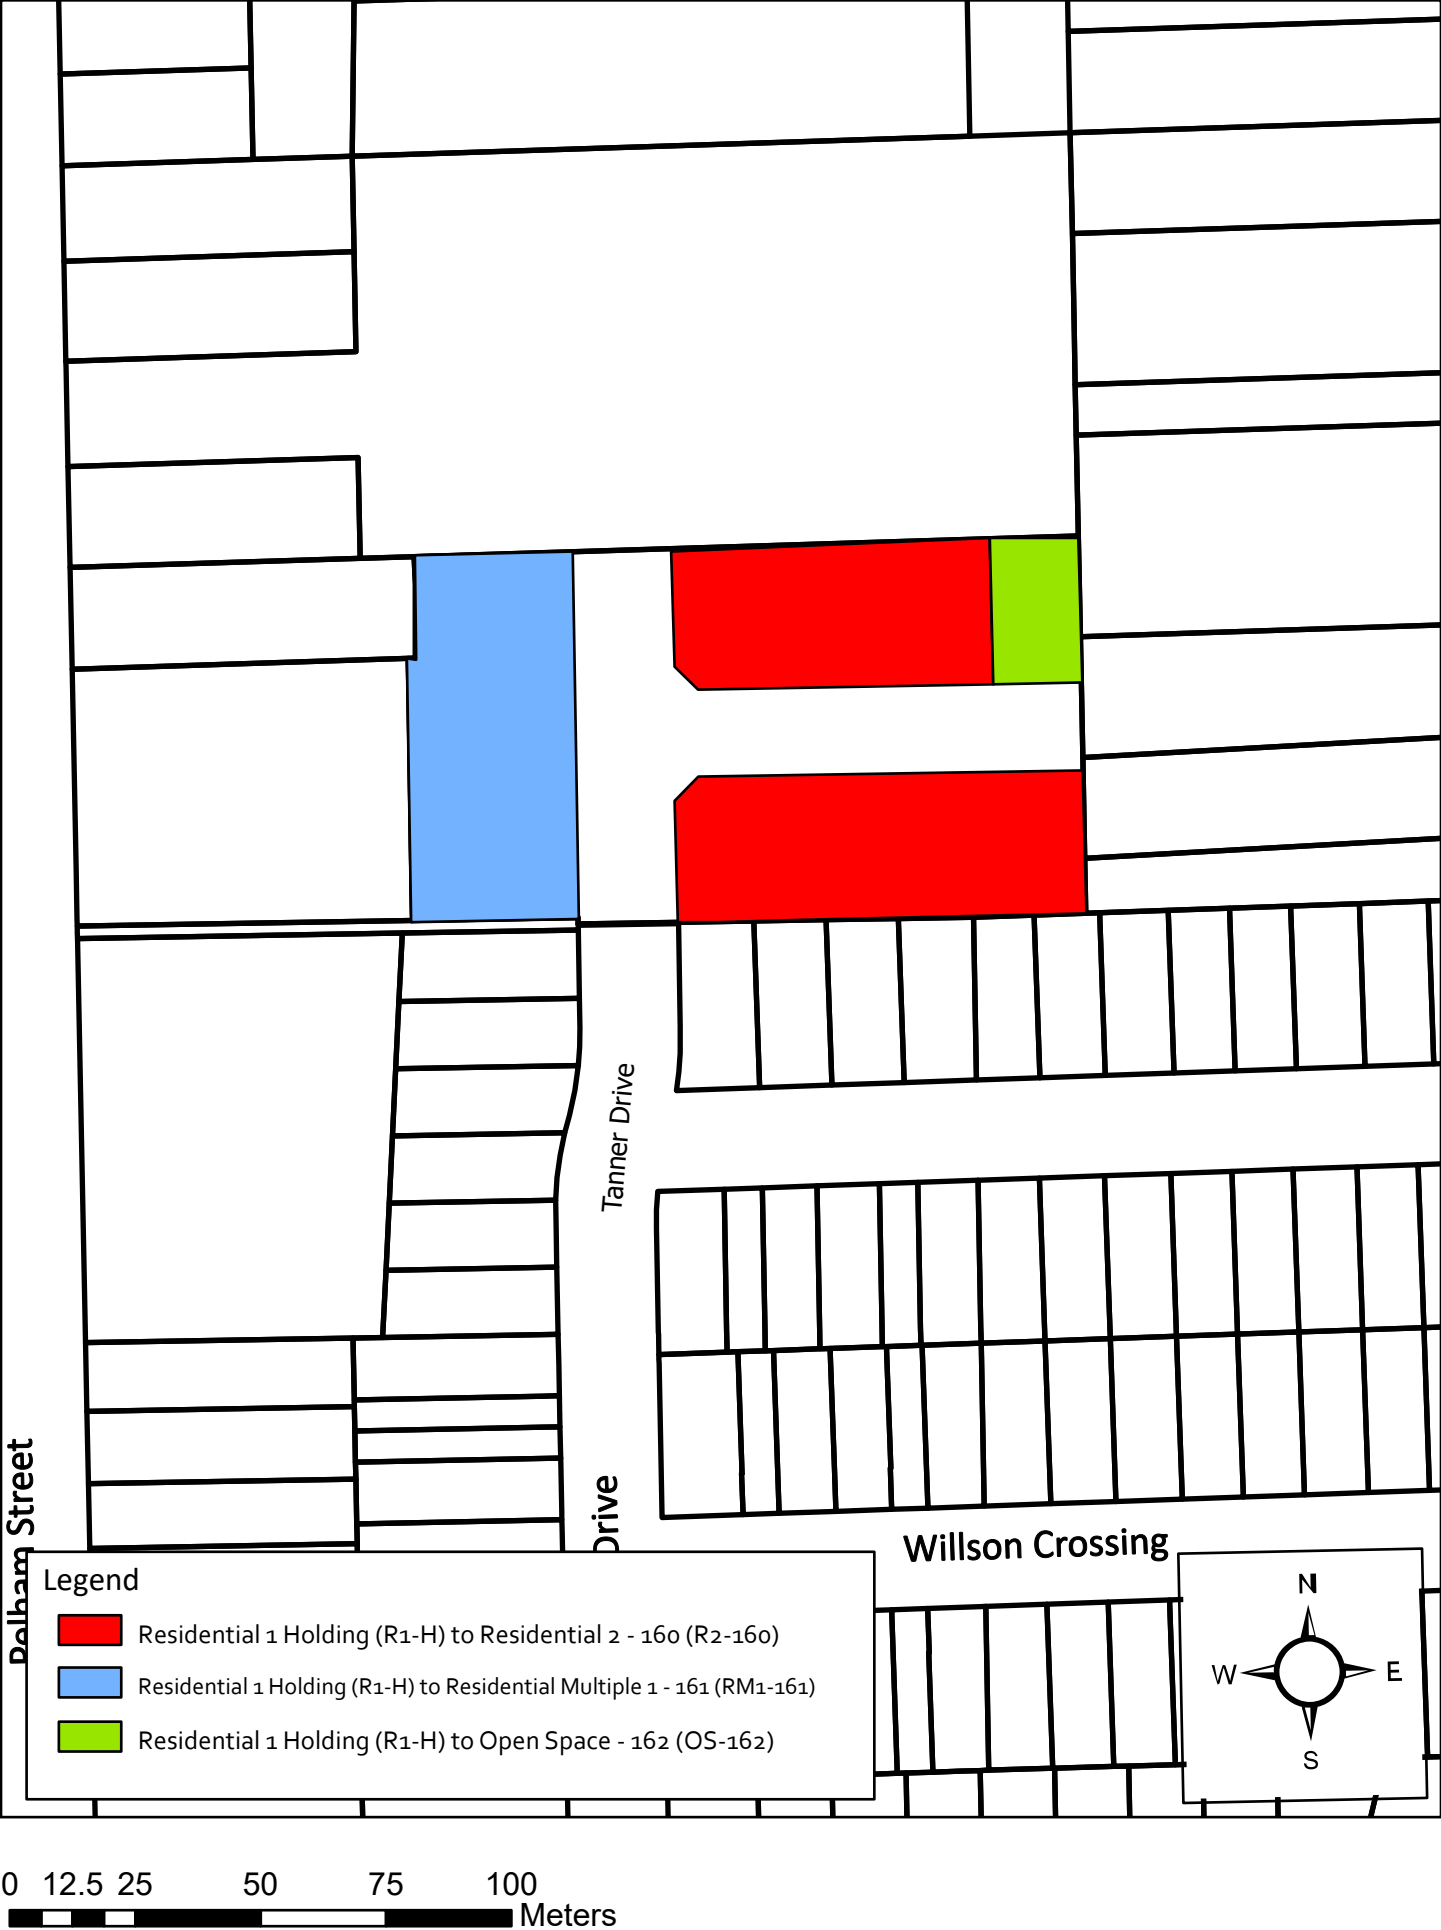 Tanner Drive
Pelham Street
Drive
Willson Crossing
Legend
Residential 1 Holding (R1-H) to Residential 2 - 160 (R2-160)
Residential 1 Holding (R1-H) to Residential Multiple 1 - 161 (RM1-161)
Residential 1 Holding (R1-H) to Open Space - 162 (OS-162)
N
W E
S
0 12.5 25 50 75 100
Meters